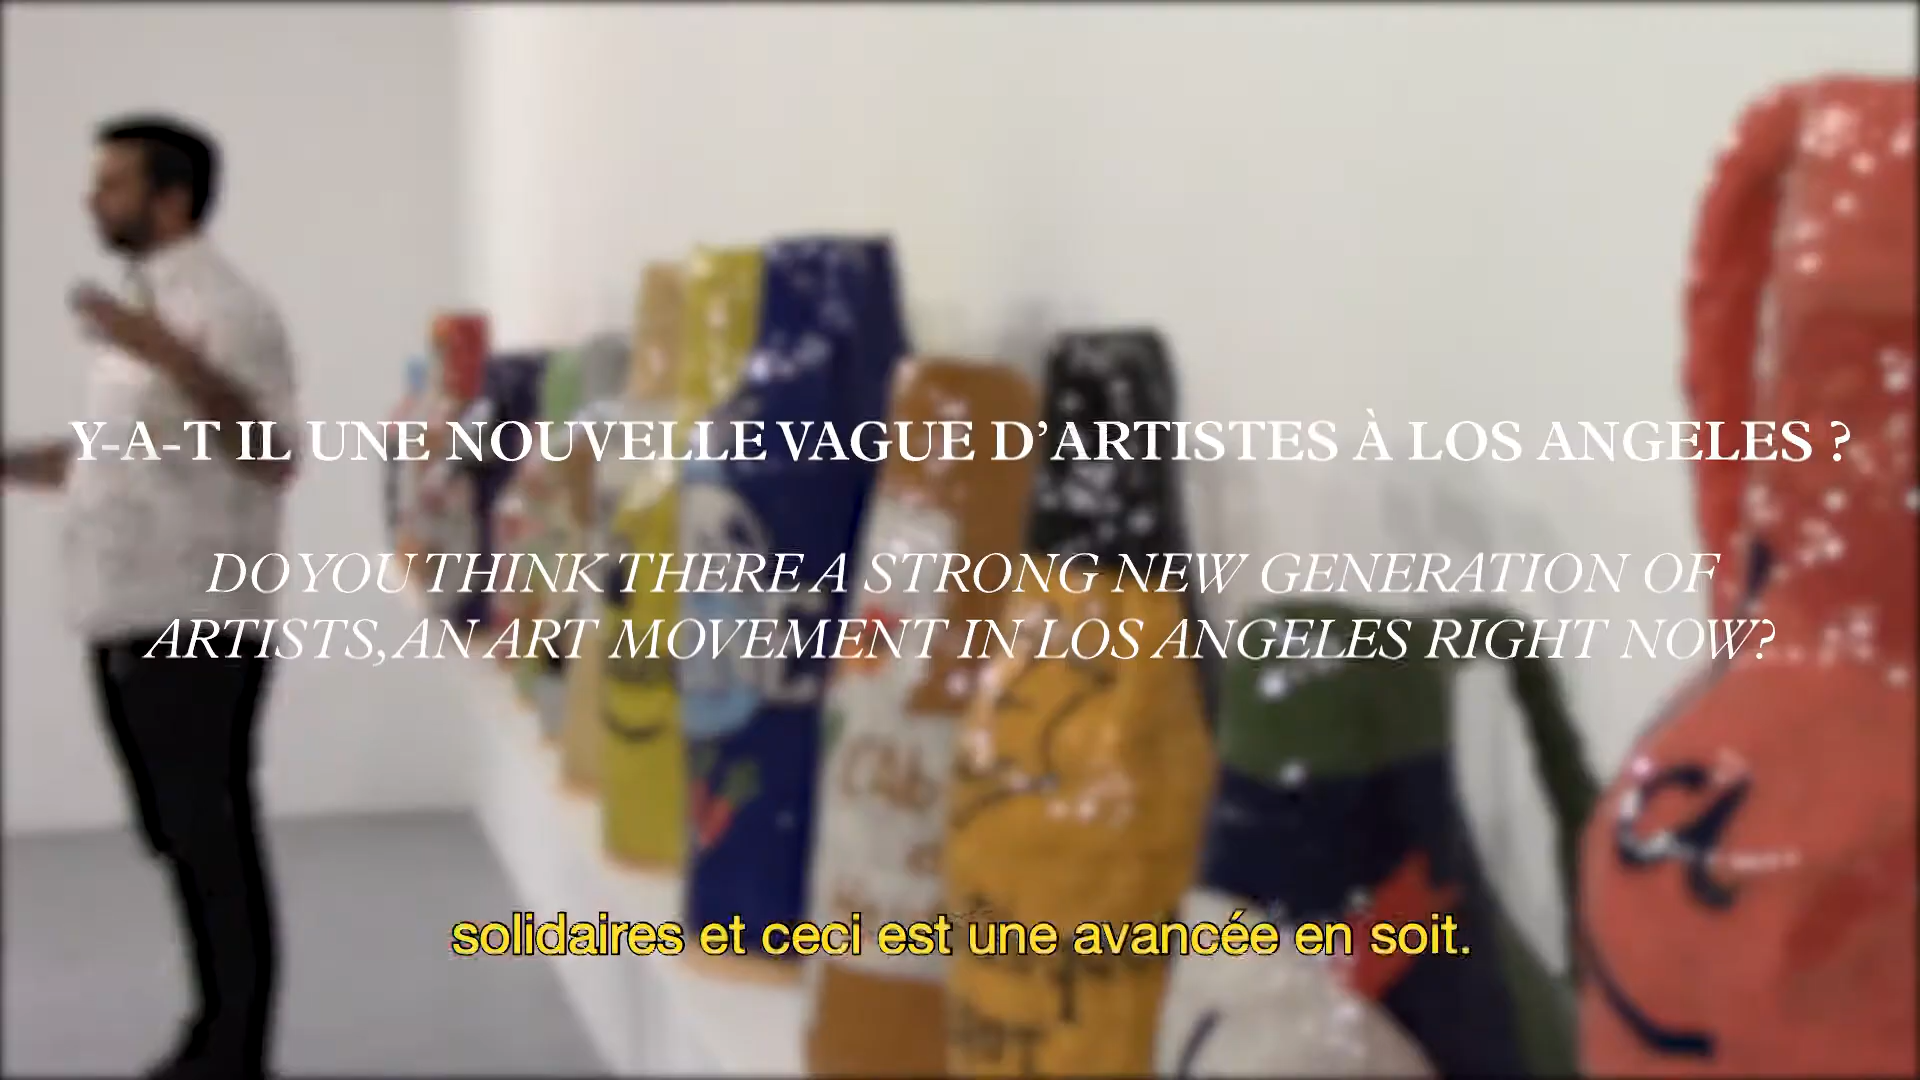 Y-A-T IL UNE NOUVELLE VAGUE D’ARTISTES À LOS ANGELES ?
DO YOU THINK THERE A STRONG NEW GENERATION OF
ARTISTS, AN ART MOVEMENT IN LOS ANGELES RIGHT NOW?
solidaires et ceci est une avancée en soit.